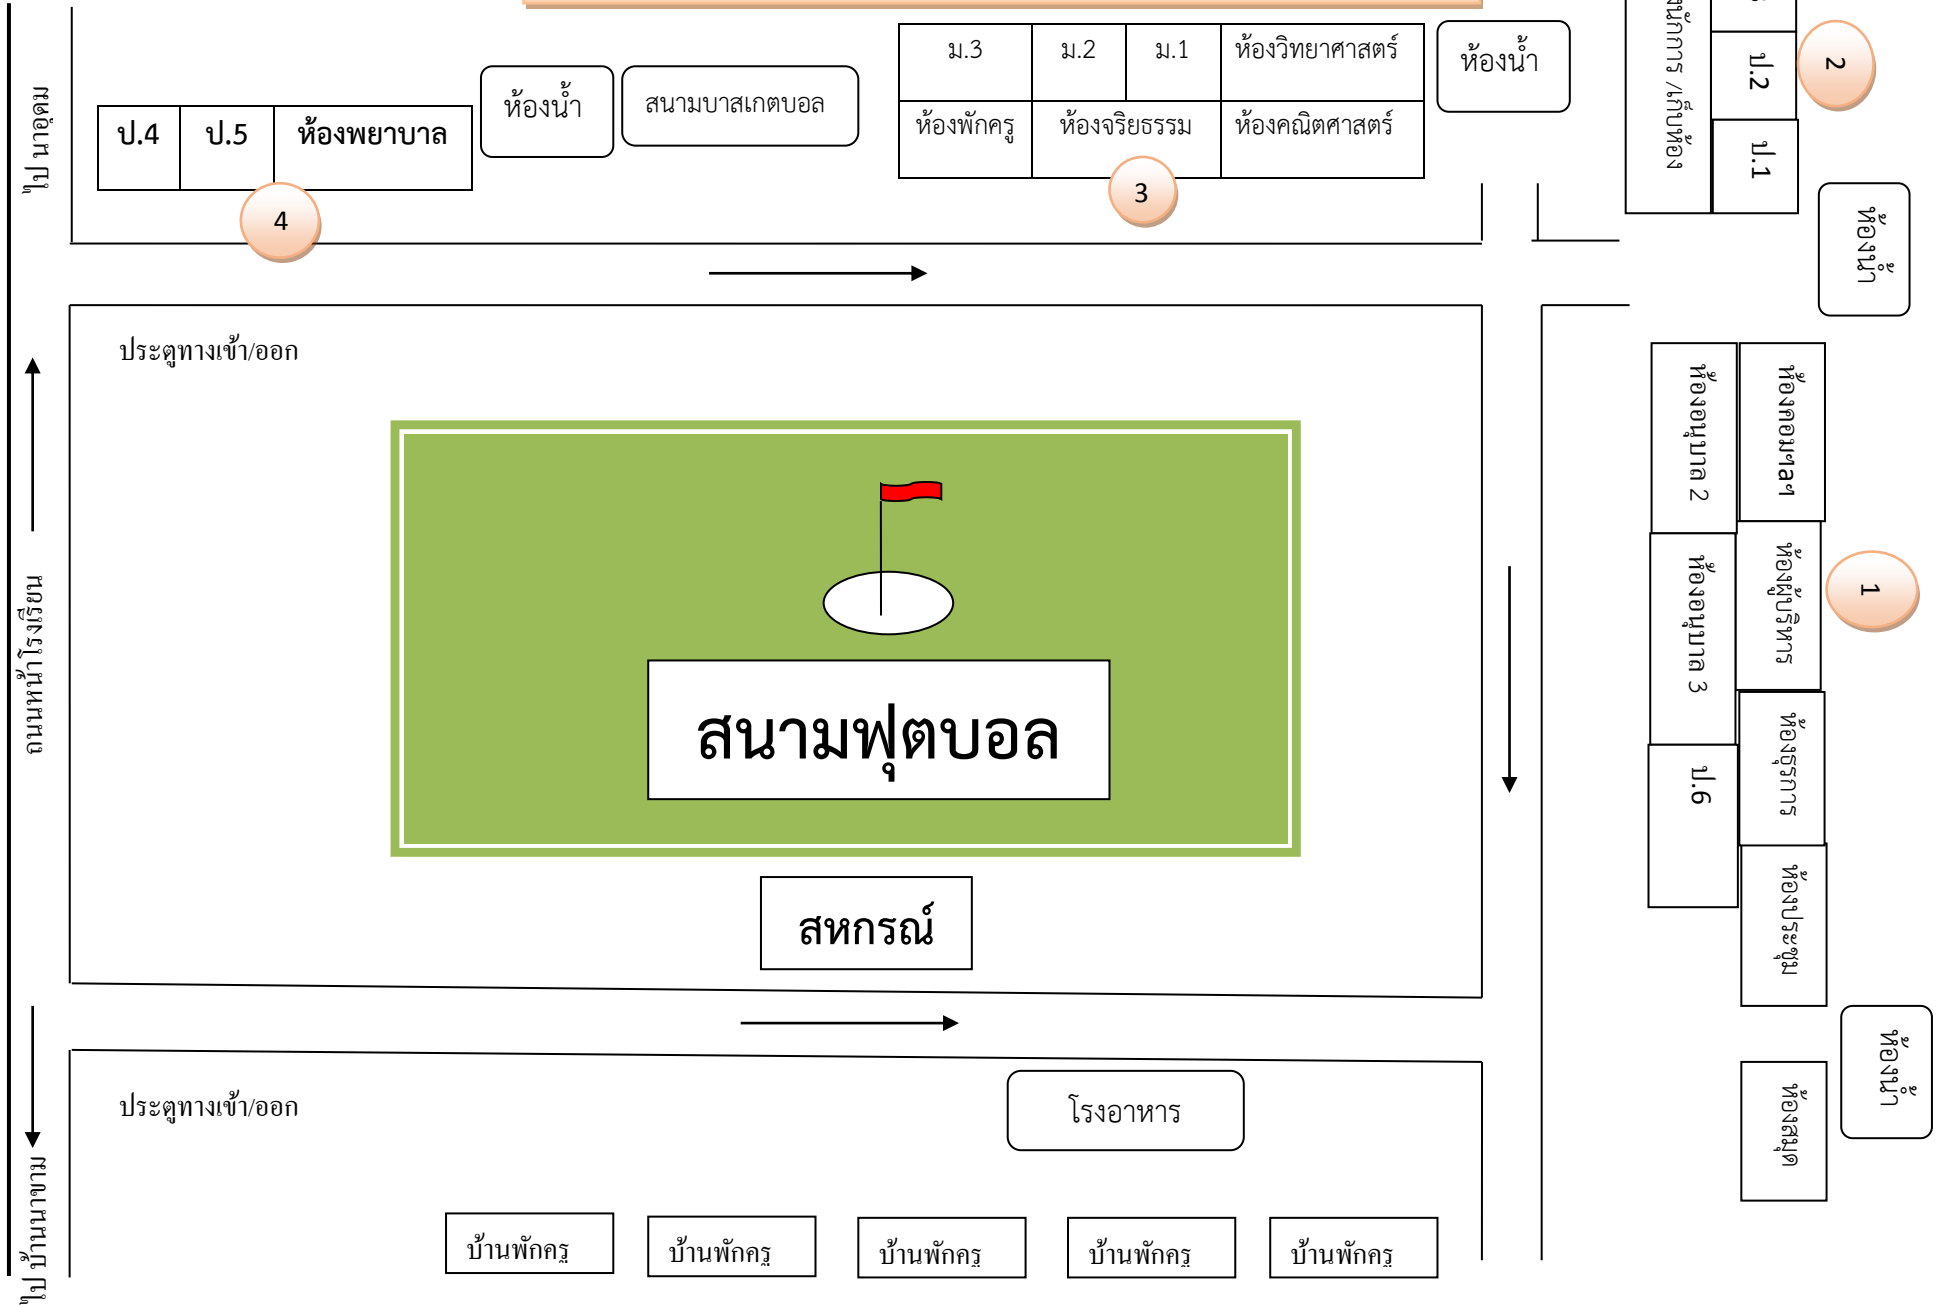 ม.3
ม.2
ม.1
ห้องวิทยาศาสตร์
ห้องพักครู
ห้องจริยธรรม
ห้องคณิตศาสตร์
3
ห้องน้ำ
ห้องน้ำ
สนามบาสเกตบอล
ป.4
ป.5
ห้องพยาบาล
4
ป.2
ป.1
2
ห้องน้ำ
ไป นาอุดม
ถนนหน้าโรงเรียน
ไป บ้านนาขาม
ประตูทางเข้า/ออก
สนามฟุตบอล
สหกรณ์
ห้องอนุบาล 2
ห้องอนุบาล 3
ป.6
ห้องคอมฯลฯ
ห้องผู้บริหาร
ห้องธุรการ
ห้องประชุม
1
ห้องน้ำ
ห้องสมุด
ประตูทางเข้า/ออก
โรงอาหาร
บ้านพักครู
บ้านพักครู
บ้านพักครู
บ้านพักครู
บ้านพักครู